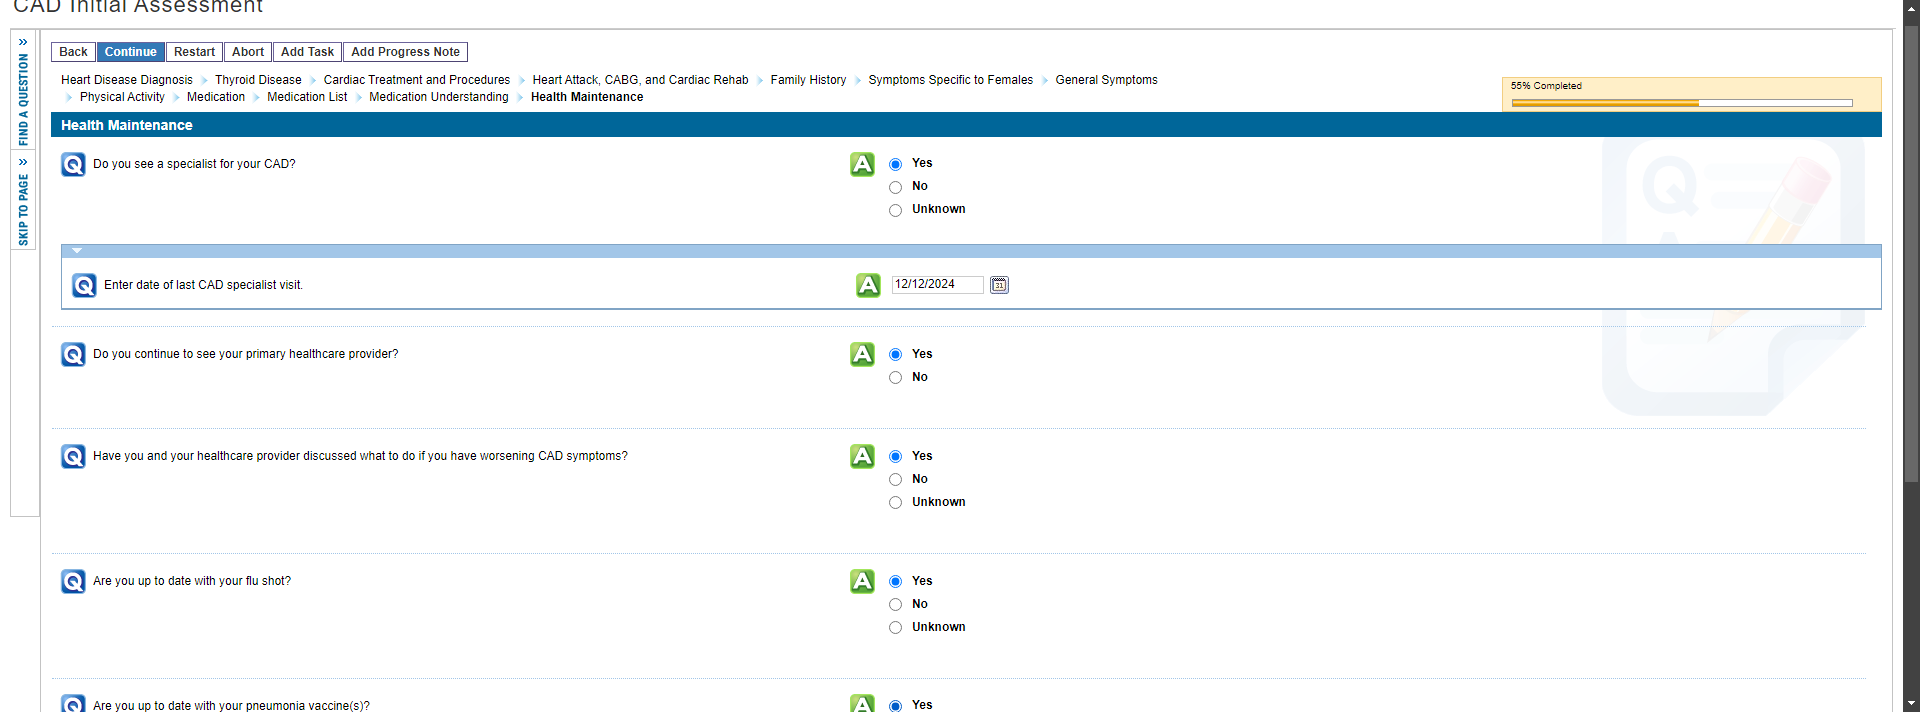 CAD Initial Assessment
FIND A QUESTION
SKIP TO PAGE
Back Continue Restart Abort Add Task Add Progress Note
Heart Disease Diagnosis Thyroid Disease Cardiac Treatment and Procedures Heart Attack, CABG, and Cardiac Rehab Family History Symptoms Specific to Females General Symptoms
Physical Activity Medication Medication List Medication Understanding Health Maintenance
55% Completed
Health Maintenance
Q Do you see a specialist for your CAD? A Yes
No
Unknown
Q Enter date of last CAD specialist visit. A 12/12/2024 31
Q Do you continue to see your primary healthcare provider? A Yes
No
Q Have you and your healthcare provider discussed what to do if you have worsening CAD symptoms? A Yes
No
Unknown
Q Are you up to date with your flu shot? A Yes
No
Unknown
Q Are you up to date with your pneumonia vaccine(s)? A Yes